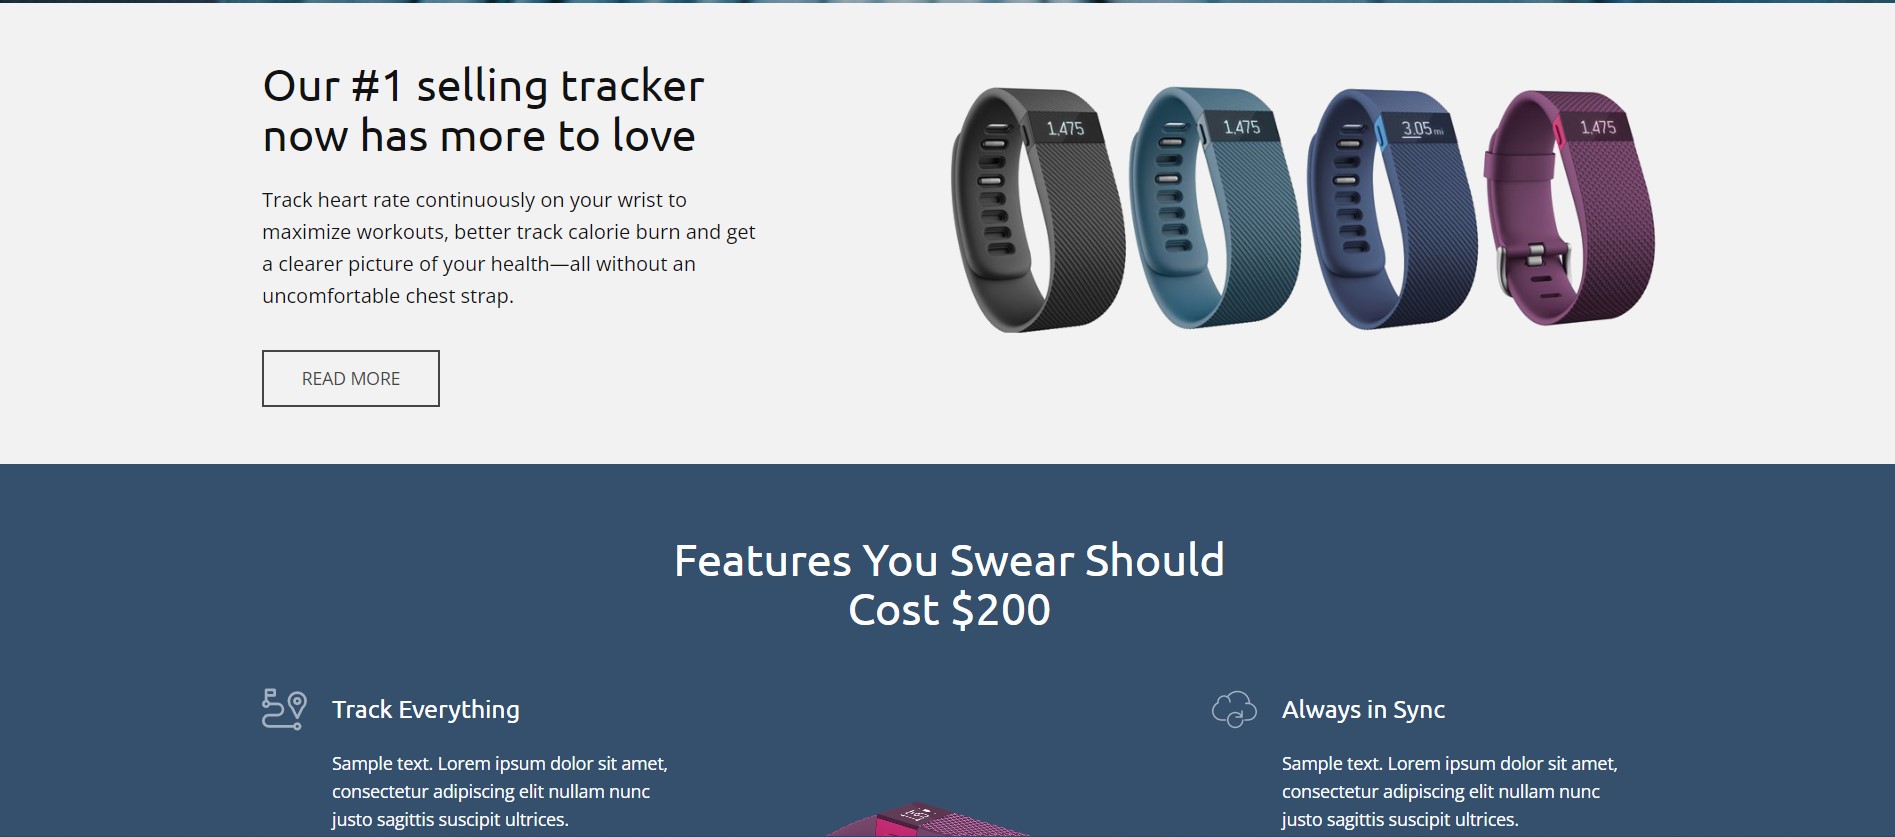 Our #1 selling tracker
now has more to love
Track heart rate continuously on your wrist to
maximize workouts, better track calorie burn and get
a clearer picture of your health—all without an
uncomfortable chest strap.
READ MORE
1,475
1,475
3.05 mi
1,475
Features You Swear Should
Cost $200
Track Everything
Sample text. Lorem ipsum dolor sit amet,
consectetur adipiscing elit nullam nunc
justo sagittis suscipit ultrices.
Always in Sync
Sample text. Lorem ipsum dolor sit amet,
consectetur adipiscing elit nullam nunc
justo sagittis suscipit ultrices.